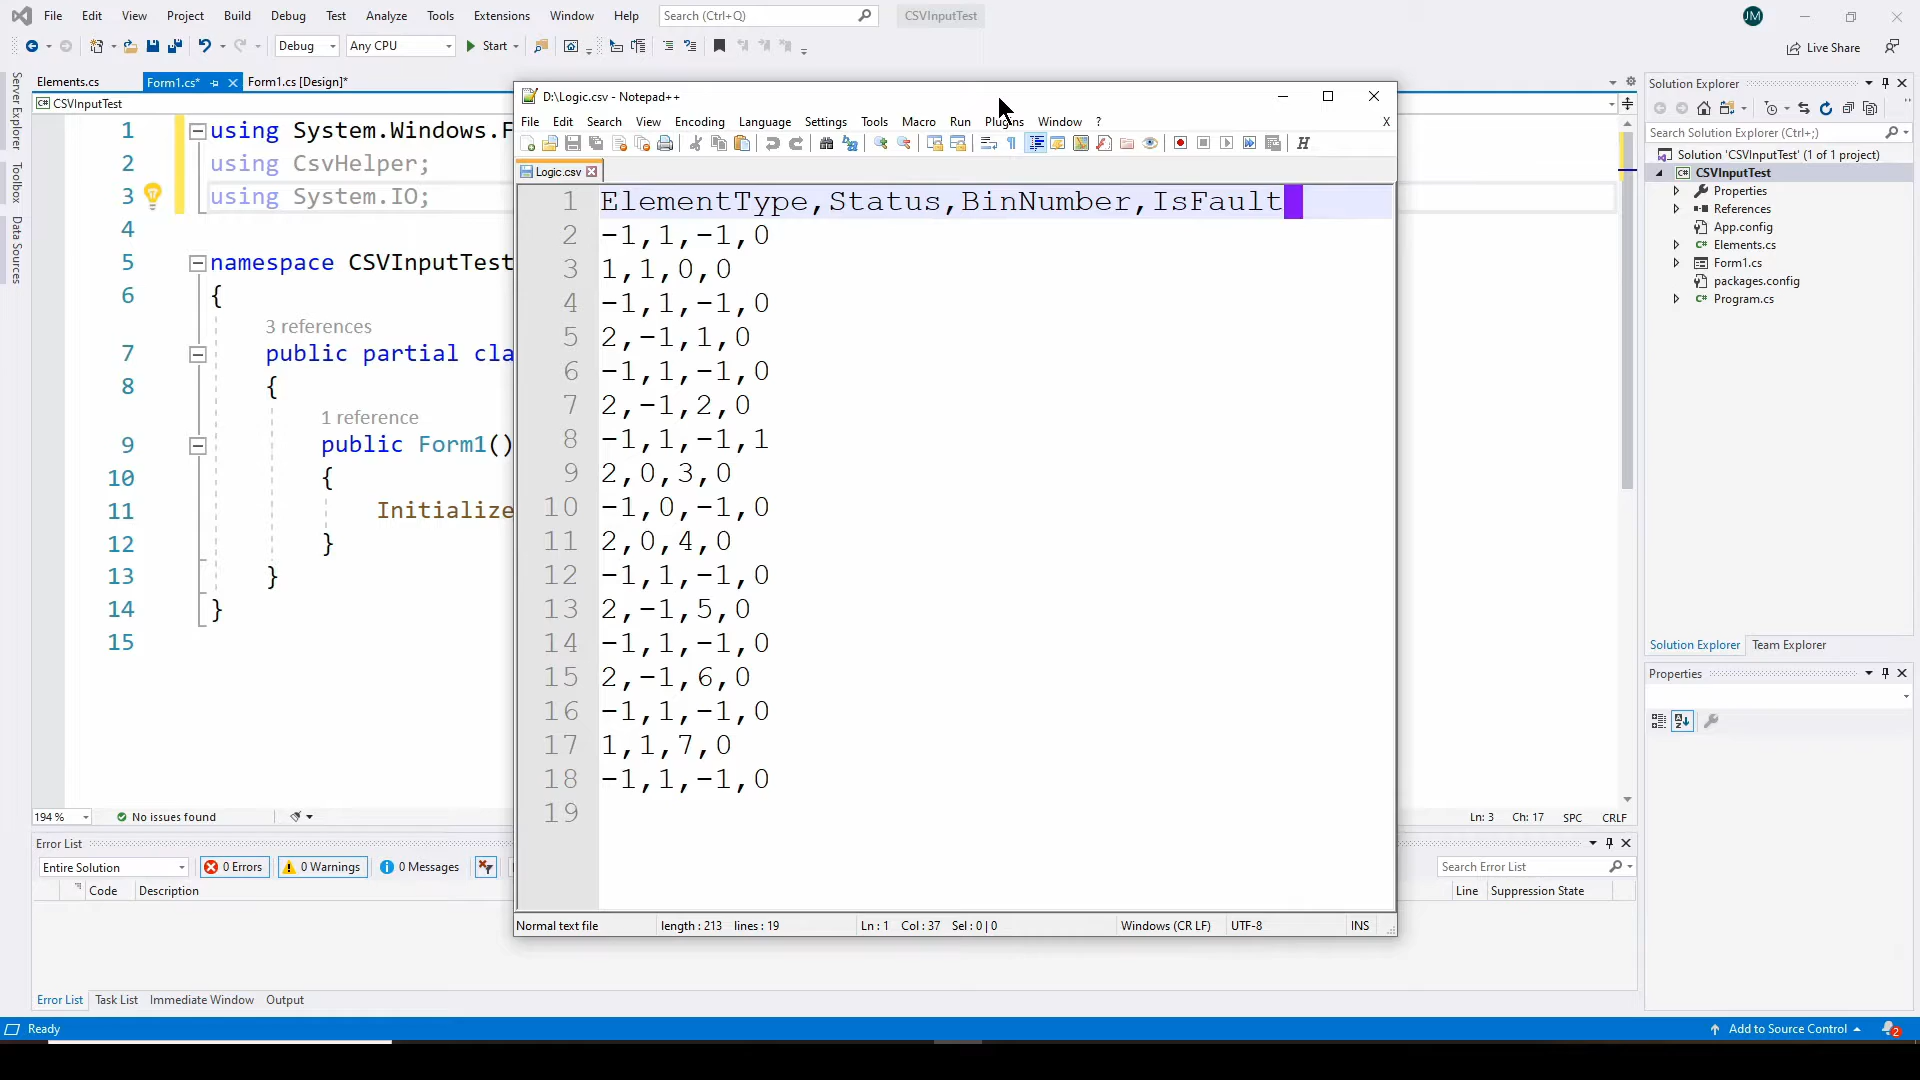 File Edit View Project Build Debug Test Analyze Tools Extensions Window Help Search (Ctrl+Q) CSVInputTest JM
Debug Any CPU Start Live Share
Elements.cs Form1.cs* Form1.cs [Design]*
CSVInputTest
Server Explorer
Toolbox
Data Sources
1 using System.Windows.F
2 using CsvHelper;
3 using System.IO;
4
5 namespace CSVInputTest
6 {
3 references
7 public partial cla
8 {
1 reference
9 public Form1()
10 {
11 Initialize
12 }
13 }
14 }
15
194 % No issues found Ln: 3 Ch: 17 SPC CRLF
D:\Logic.csv - Notepad++
File Edit Search View Encoding Language Settings Tools Macro Run Plugins Window ? X
Logic.csv
1 ElementType,Status,BinNumber,IsFault
2 -1,1,-1,0
3 1,1,0,0
4 -1,1,-1,0
5 2,-1,1,0
6 -1,1,-1,0
7 2,-1,2,0
8 -1,1,-1,1
9 2,0,3,0
10 -1,0,-1,0
11 2,0,4,0
12 -1,1,-1,0
13 2,-1,5,0
14 -1,1,-1,0
15 2,-1,6,0
16 -1,1,-1,0
17 1,1,7,0
18 -1,1,-1,0
19
Normal text file length : 213 lines : 19 Ln : 1 Col : 37 Sel : 0 | 0 Windows (CR LF) UTF-8 INS
Solution Explorer
Search Solution Explorer (Ctrl+;)
Solution 'CSVInputTest' (1 of 1 project)
CSVInputTest
Properties
References
App.config
Elements.cs
Form1.cs
packages.config
Program.cs
Solution Explorer Team Explorer
Properties
Error List
Entire Solution 0 Errors 0 Warnings 0 Messages Search Error List
Code Description Line Suppression State
Error List Task List Immediate Window Output
Ready Add to Source Control 2